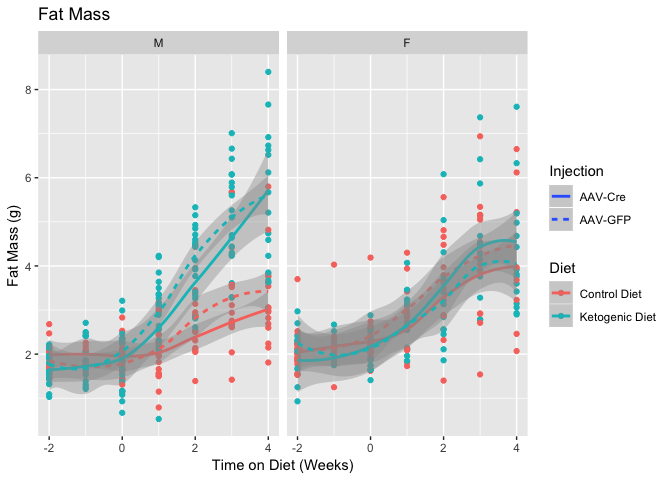 Fat Mass
M F
8
6
4
2
Fat Mass (g)
-2 0 2 4 -2 0 2 4
Time on Diet (Weeks)
Injection
AAV-Cre
AAV-GFP
Diet
Control Diet
Ketogenic Diet